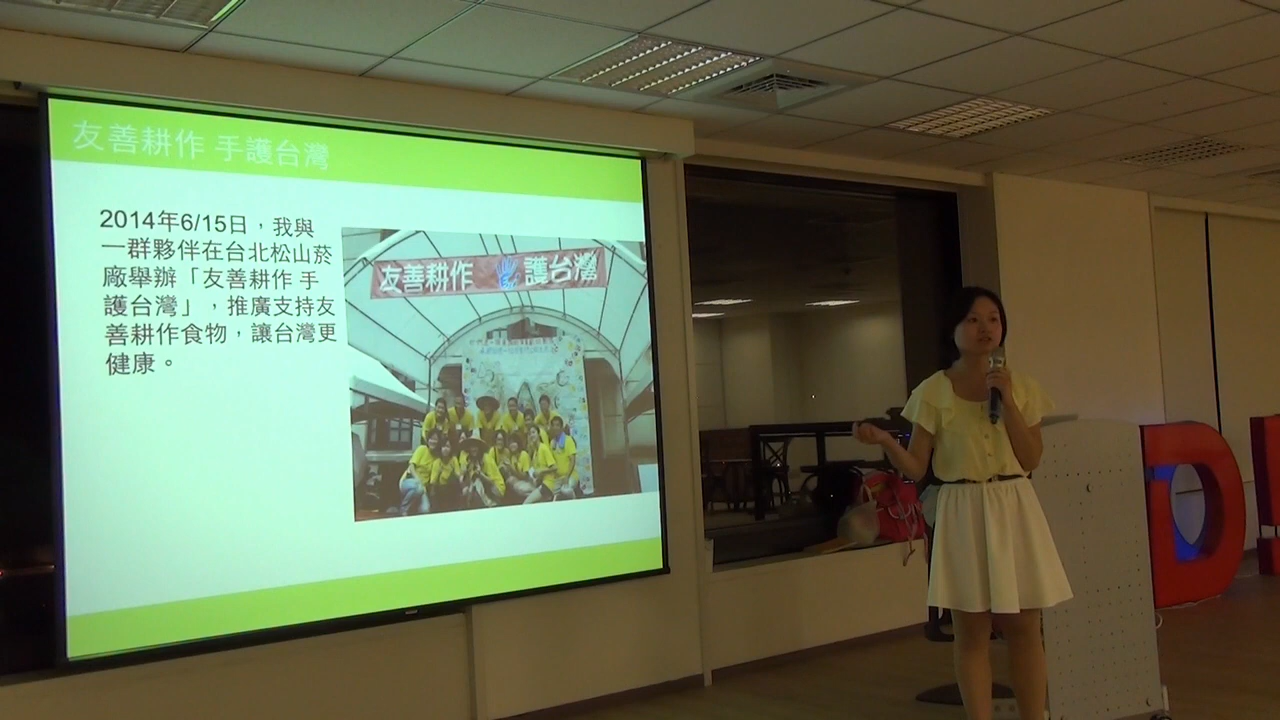 友善耕作 手護台灣
2014年6/15日，我與
一群夥伴在台北松山菸
廠舉辦「友善耕作 手
護台灣」，推廣支持友
善耕作食物，讓台灣更
健康。
友善耕作 護台灣
D